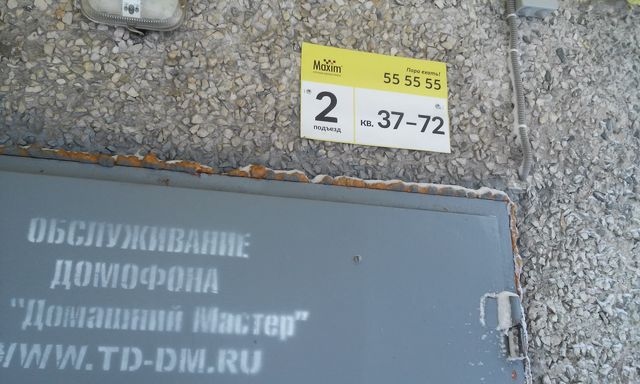 Maxim
Пора ехать!
55 55 55
2
подъезд
кв. 37–72
ОБСЛУЖИВАНИЕ
ДОМОФОНА
"Домашний Мастер"
WWW.TD-DM.RU